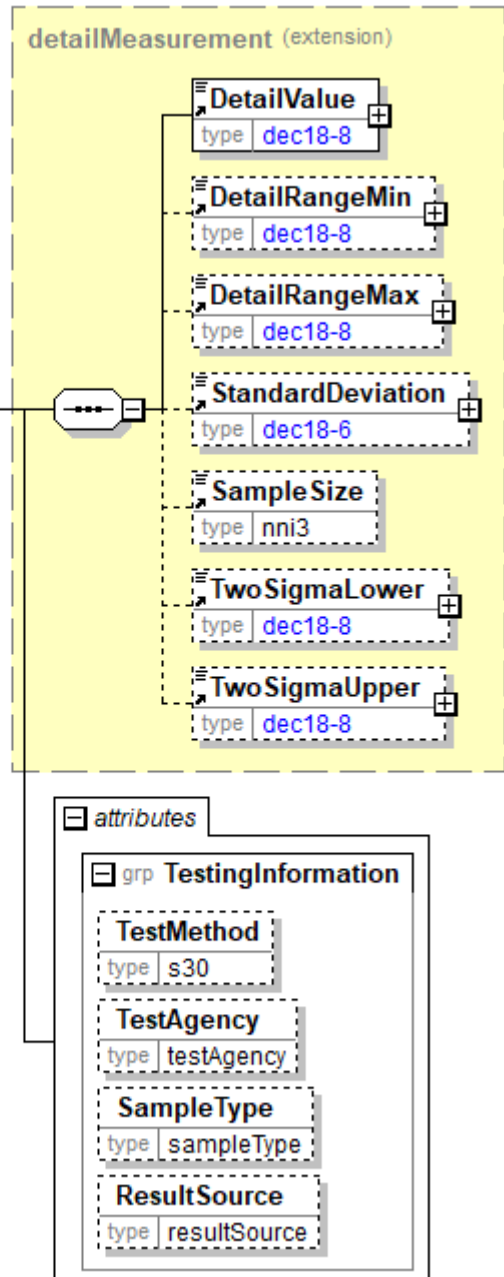 detailMeasurement (extension)
DetailValue
type dec18-8
DetailRangeMin
type dec18-8
DetailRangeMax
type dec18-8
StandardDeviation
type dec18-6
SampleSize
type nni3
TwoSigmaLower
type dec18-8
TwoSigmaUpper
type dec18-8
attributes
grp TestingInformation
TestMethod
type s30
TestAgency
type testAgency
SampleType
type sampleType
ResultSource
type resultSource